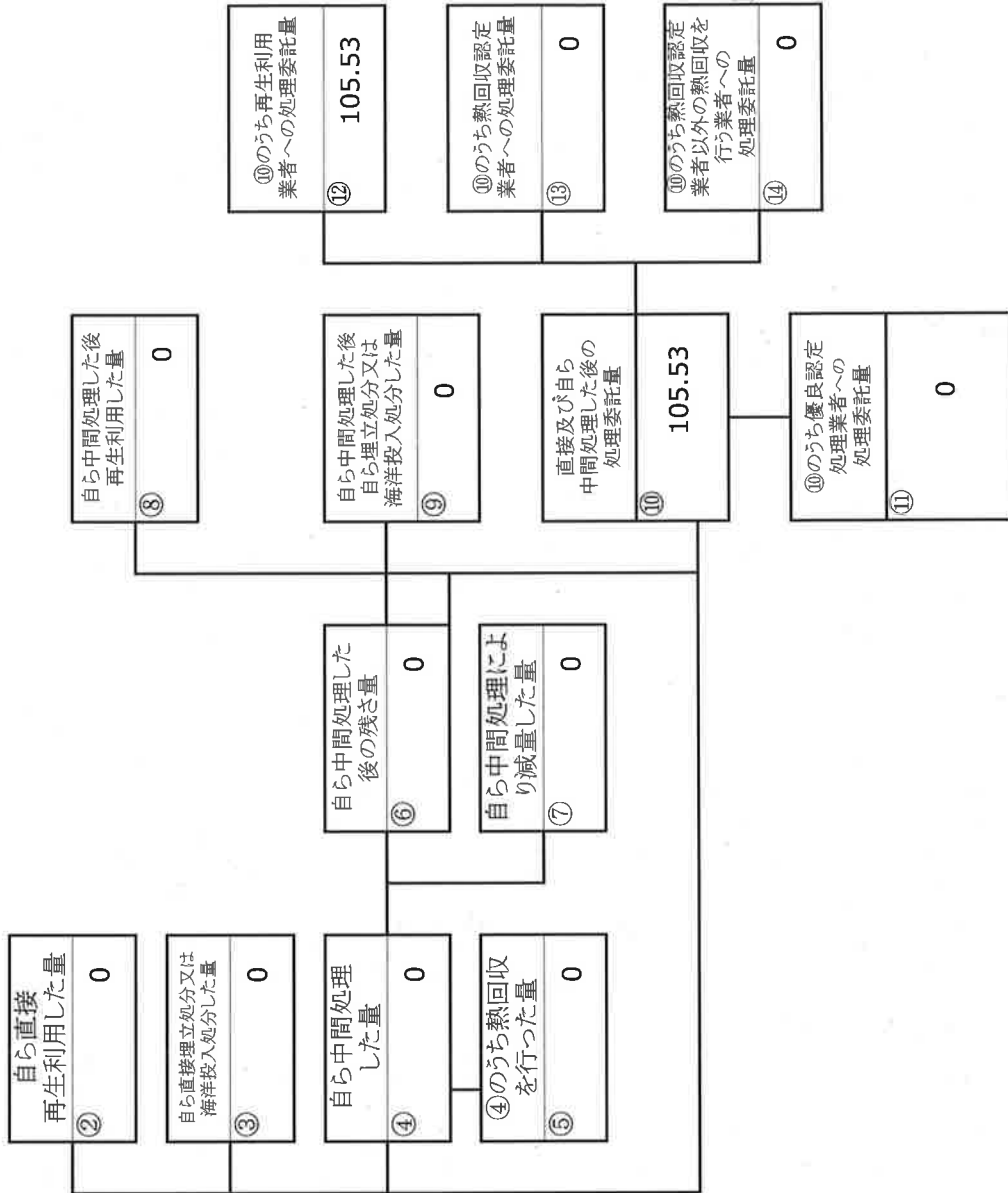 自ら直接
再生利用した量
②
0
自ら直接埋立処分又は
海洋投入処分した量
③
0
自ら中間処理
した量
④
0
④のうち熱回収
を行った量
⑤
0
自ら中間処理した
後の残さ量
⑥
0
自ら中間処理によ
り減量した量
⑦
0
自ら中間処理した後
再生利用した量
⑧
0
自ら中間処理した後
自ら埋立処分又は
海洋投入処分した量
⑨
0
直接及び自ら
中間処理した後の
処理委託量
⑩
105.53
⑩のうち優良認定
処理業者への
処理委託量
⑪
0
⑩のうち再生利用
業者への処理委託量
⑫
105.53
⑩のうち熱回収認定
業者への処理委託量
⑬
0
⑩のうち熱回収認定
業者以外の熱回収を
行う業者への
処理委託量
⑭
0